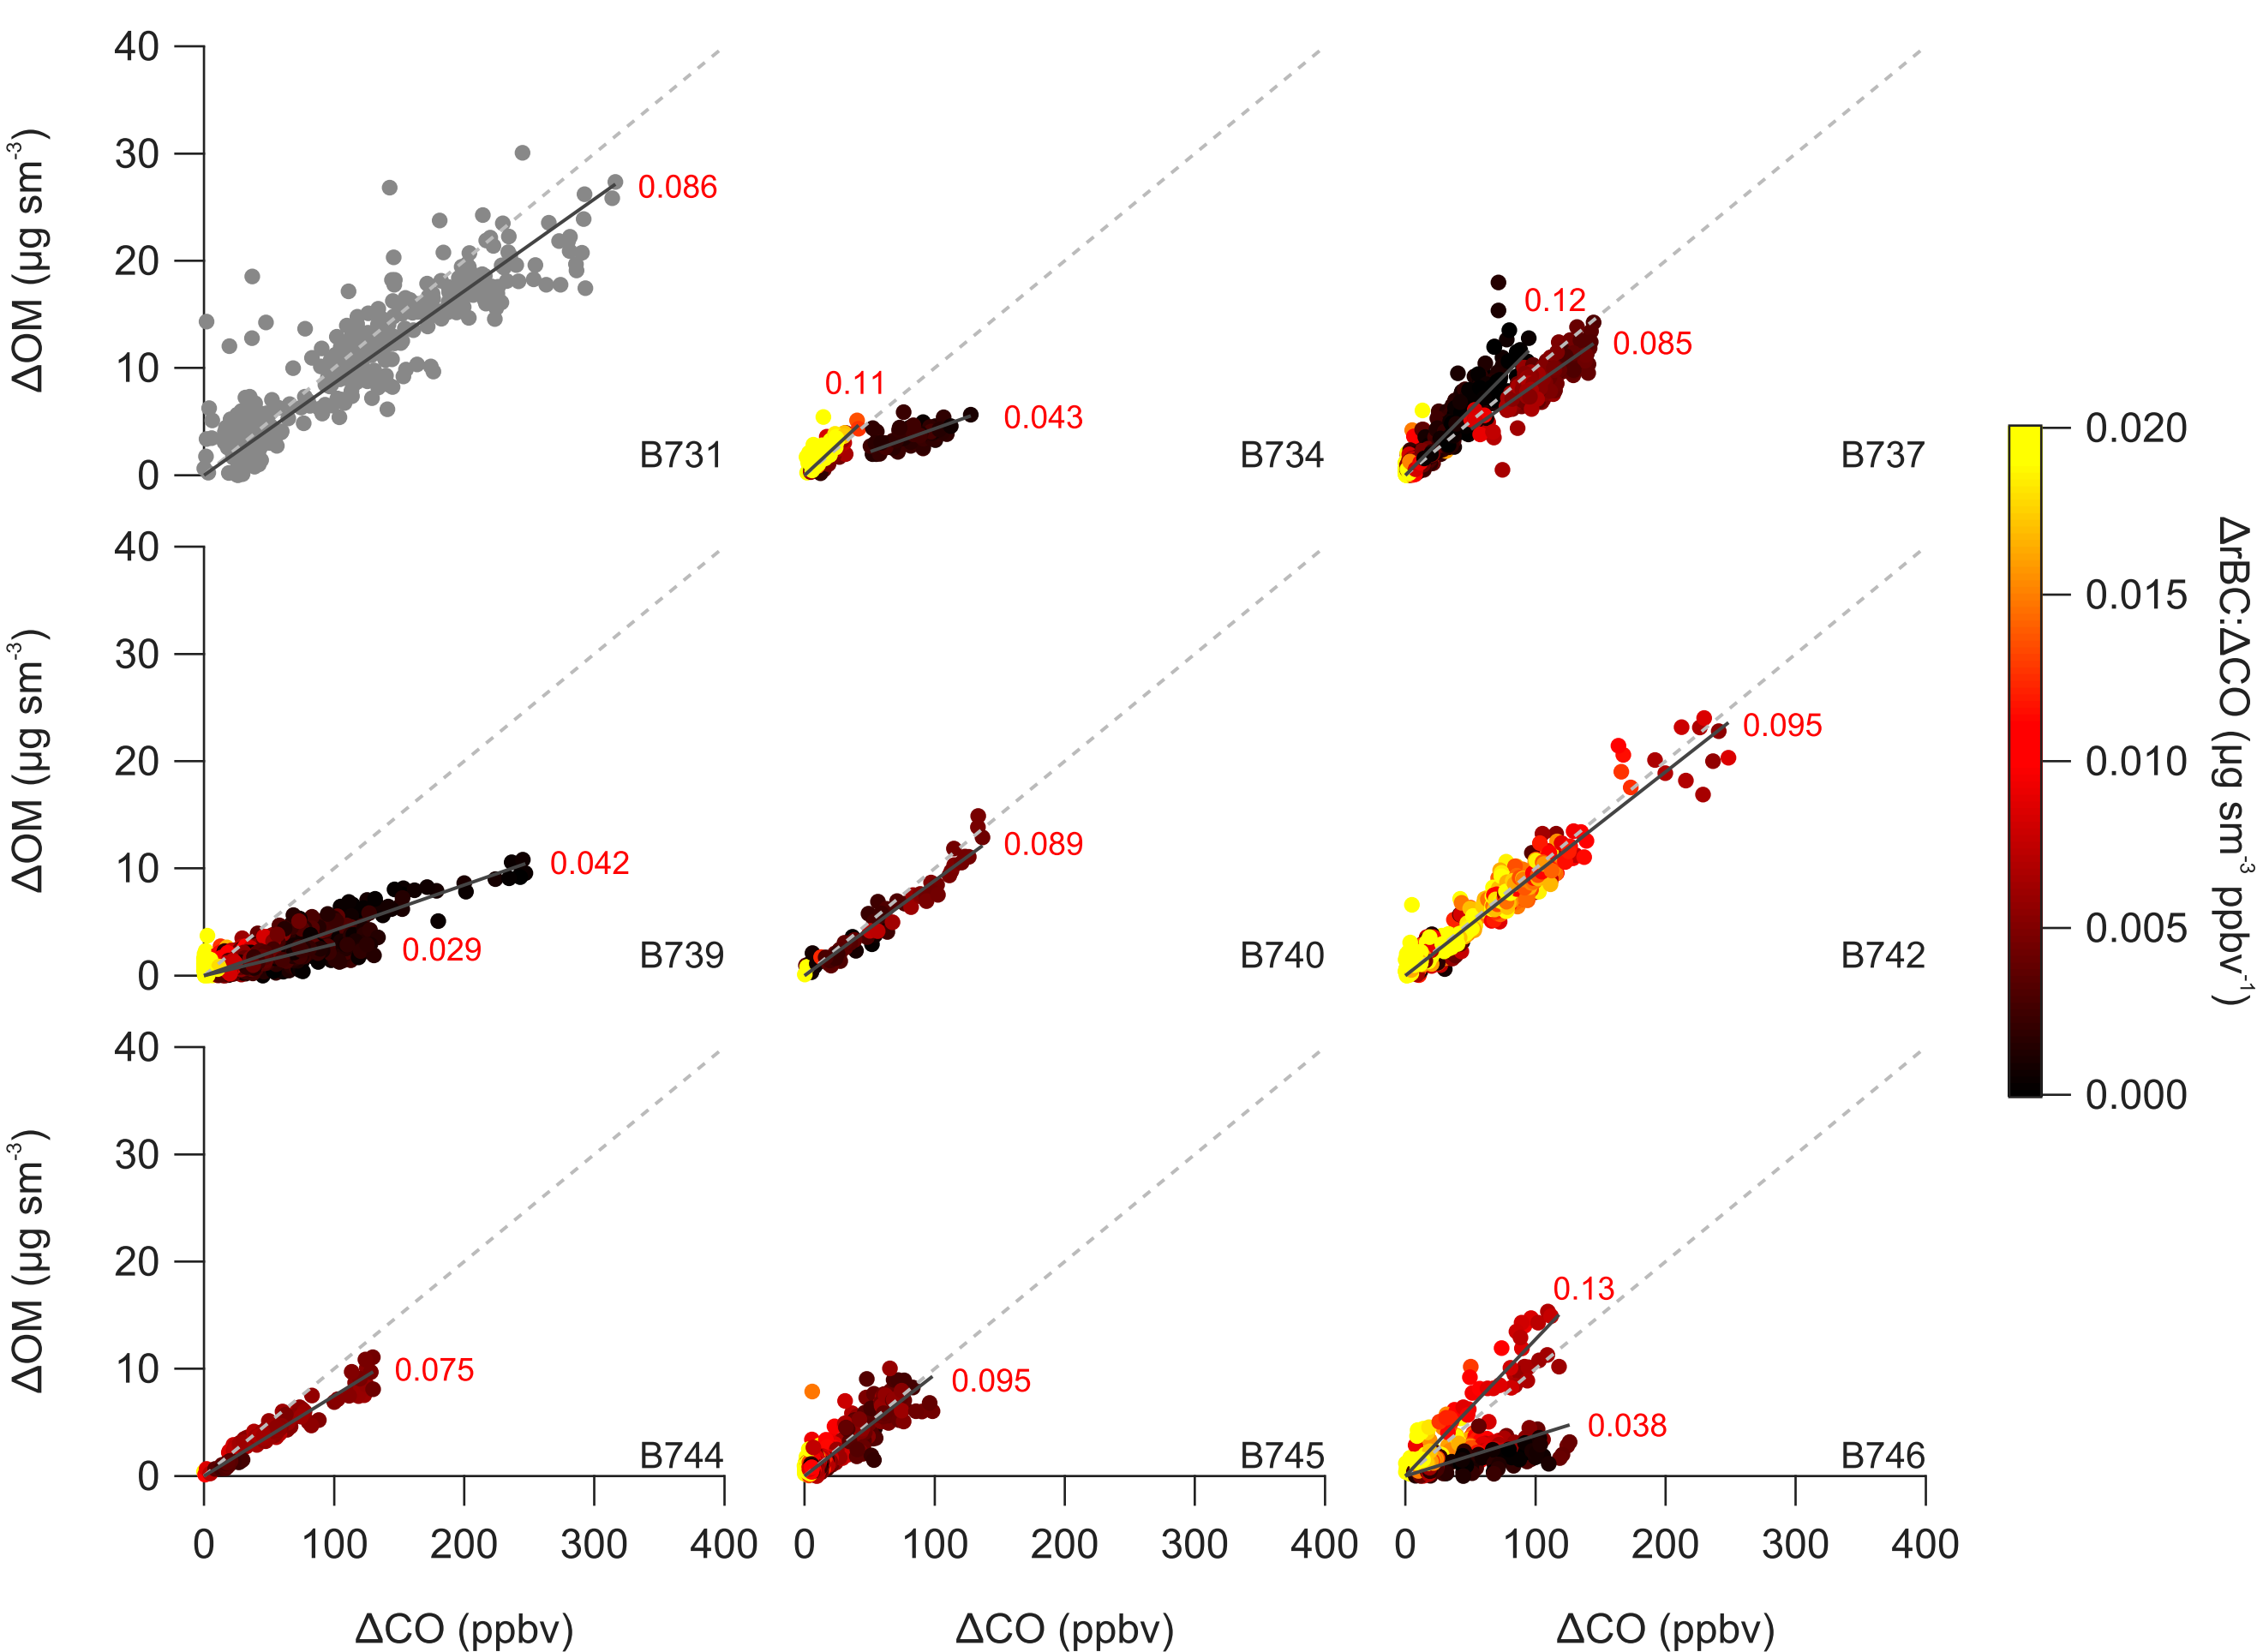 40
30
20
10
0
ΔOM (µg sm-3)
0.086
B731
0.11
0.043
B734
0.12
0.085
B737
40
30
20
10
0
ΔOM (µg sm-3)
0.042
0.029
B739
0.089
B740
0.095
B742
40
30
20
10
0
ΔOM (µg sm-3)
0.075
B744
0.095
B745
0.13
0.038
B746
0 100 200 300 400
0 100 200 300 400
0 100 200 300 400
ΔCO (ppbv)
ΔCO (ppbv)
ΔCO (ppbv)
0.020
0.015
0.010
0.005
0.000
ΔrBC:ΔCO (µg sm-3 ppbv-1)